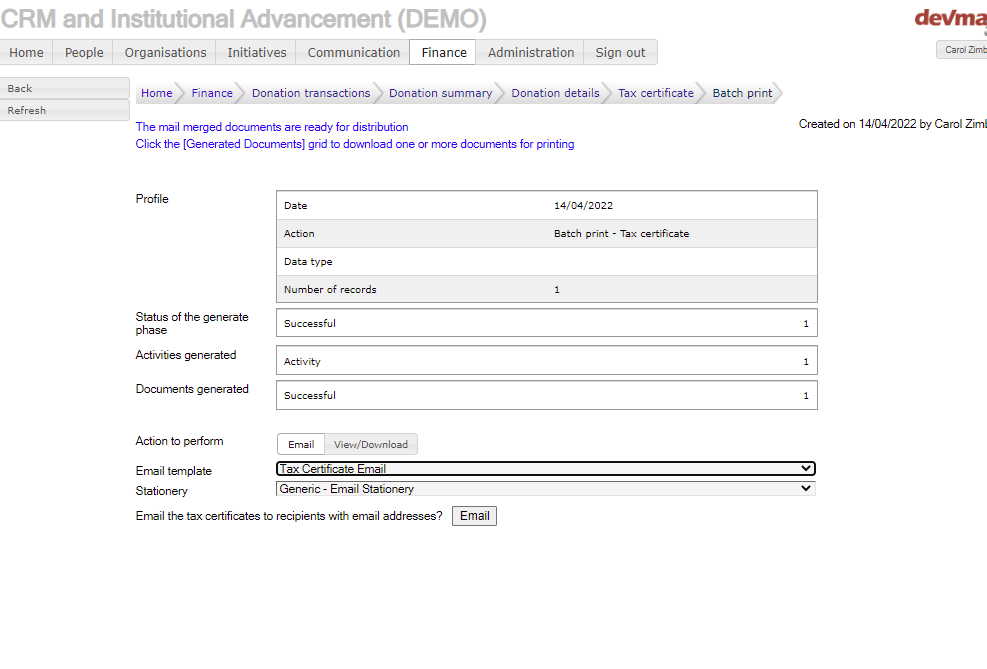 CRM and Institutional Advancement (DEMO)
Home People Organisations Initiatives Communication Finance Administration Sign out
Back
Refresh
Home Finance Donation transactions Donation summary Donation details Tax certificate Batch print
The mail merged documents are ready for distribution
Created on 14/04/2022 by Carol
Click the [Generated Documents] grid to download one or more documents for printing
Profile
Date 14/04/2022
Action Batch print - Tax certificate
Data type
Number of records 1
Status of the generate
phase
Successful 1
Activities generated
Activity 1
Documents generated
Successful 1
Action to perform Email View/Download
Email template Tax Certificate Email
Stationery Generic - Email Stationery
Email the tax certificates to recipients with email addresses? Email